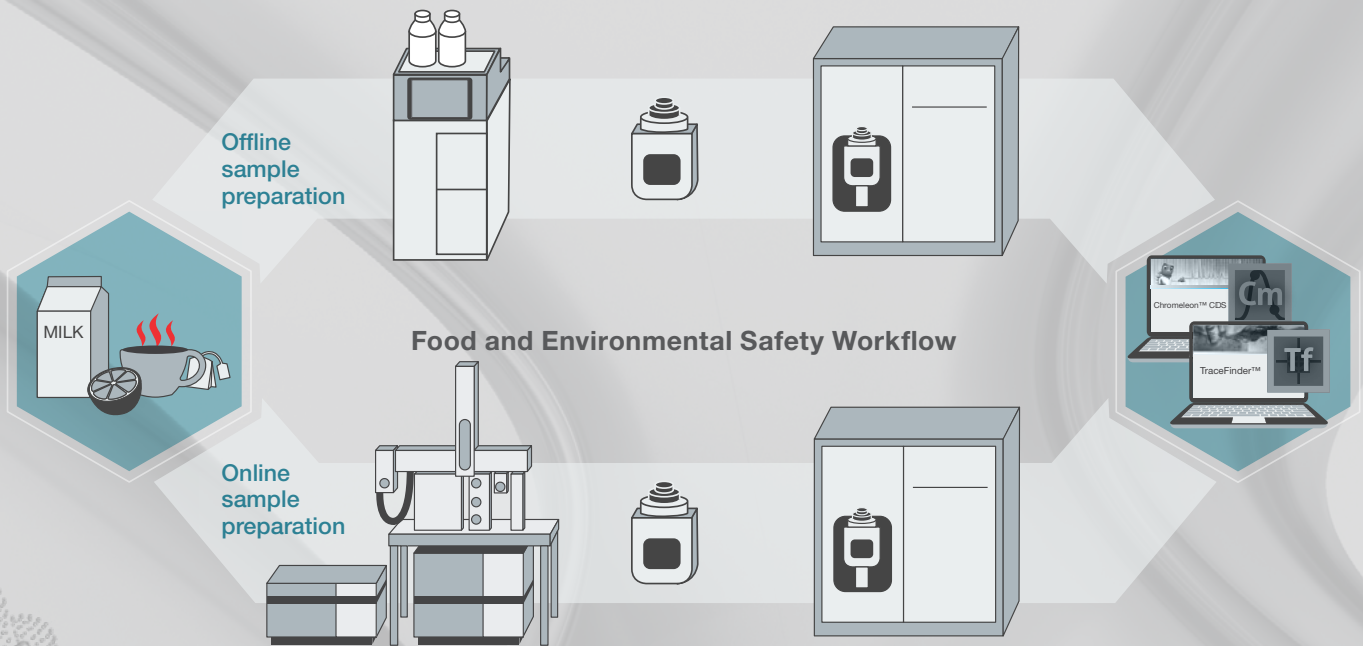 Offline
sample
preparation
MILK
Food and Environmental Safety Workflow
Chromeleon™ CDS
Cm
TraceFinder™
Tf
Online
sample
preparation